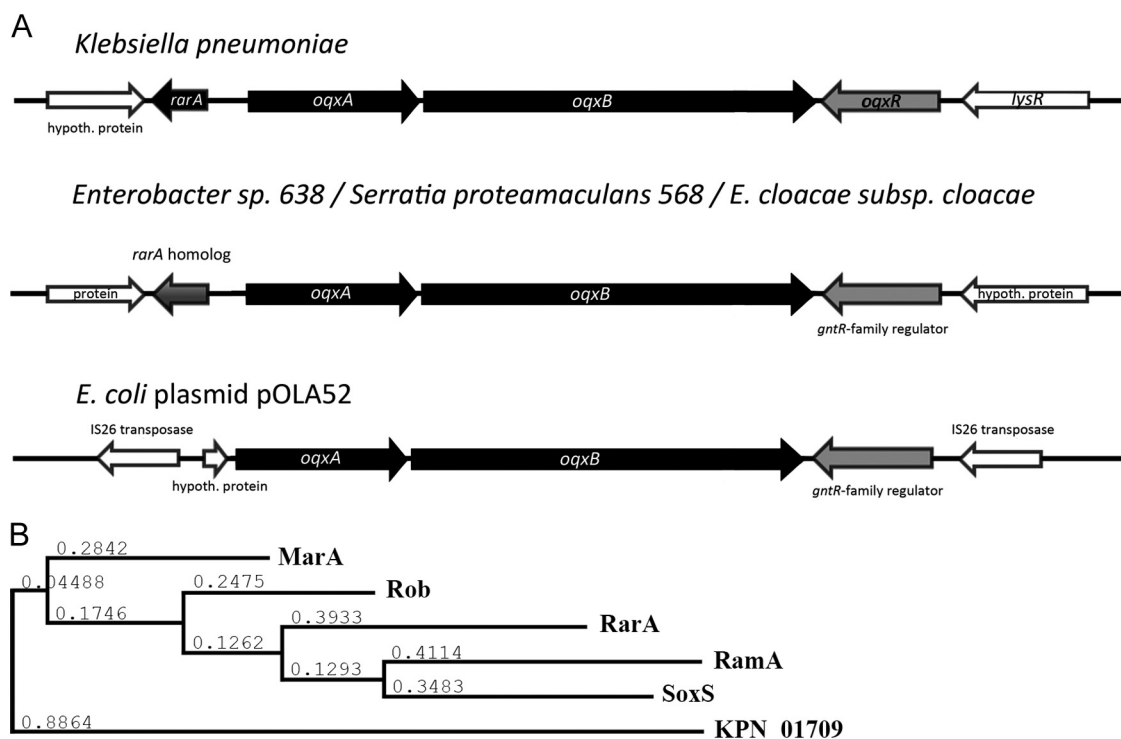 A
Klebsiella pneumoniae
rarA oqxA oqxB oqxR lysR
hypoth. protein
Enterobacter sp. 638 / Serratia proteamaculans 568 / E. cloacae subsp. cloacae
rarA homolog
protein oqxA oqxB hypoth. protein
gntR-family regulator
E. coli plasmid pOLA52
IS26 transposase IS26 transposase
oqxA oqxB
hypoth. protein gntR-family regulator
B
0.2842 MarA
0.04488 0.2475 Rob
0.1746 0.3933 RarA
0.1262 0.4114 RamA
0.1293 0.3483 SoxS
0.8864 KPN_01709